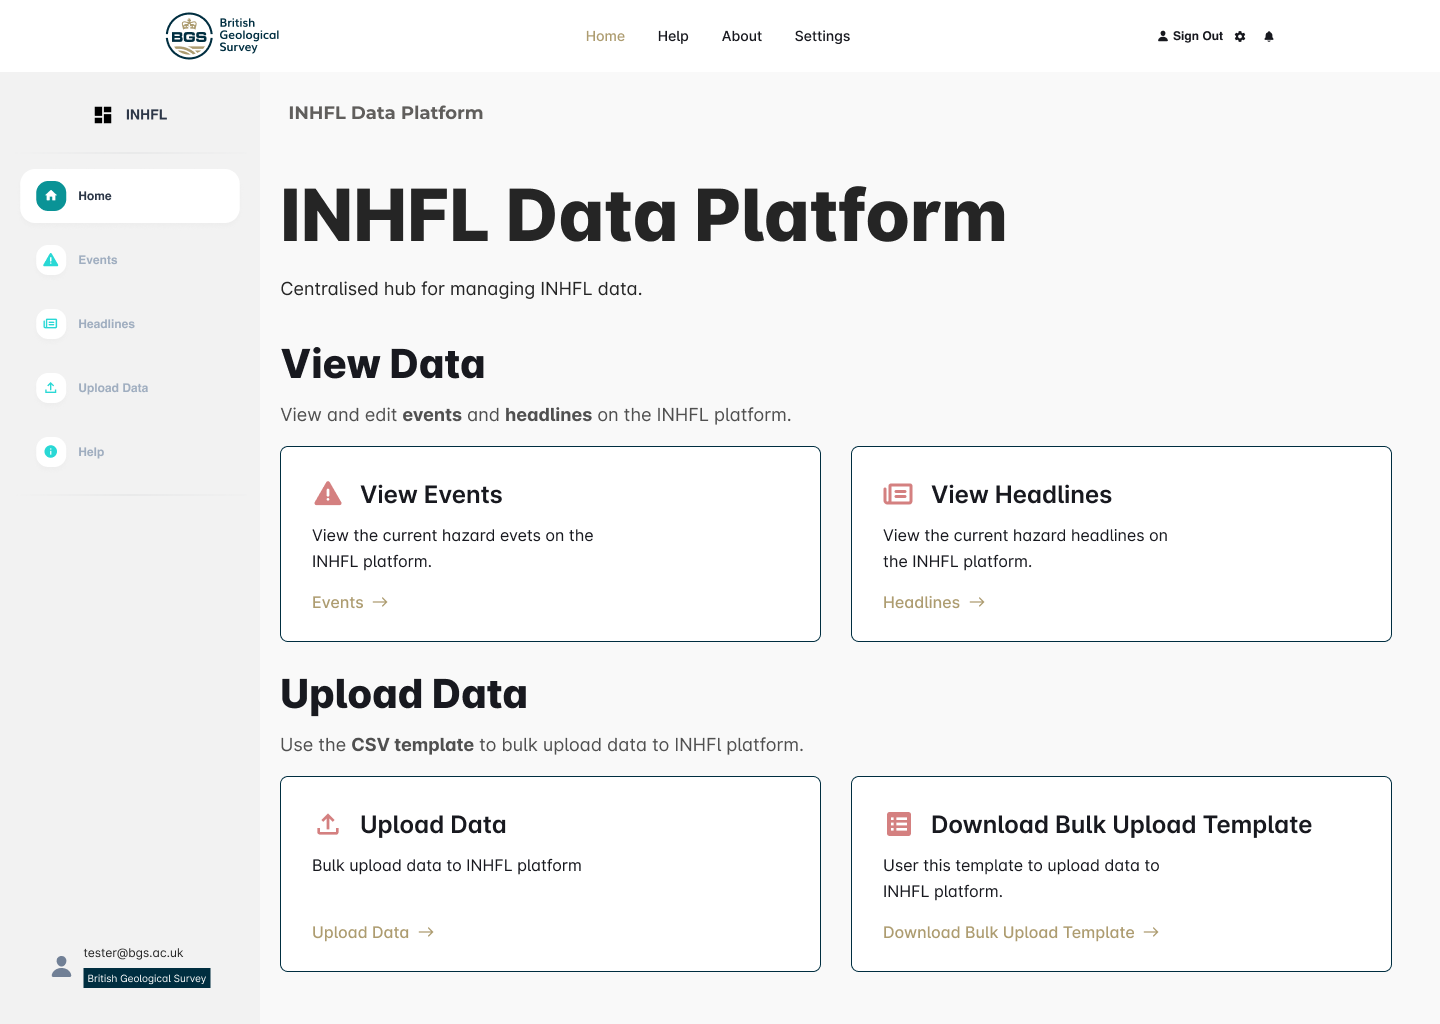 BGS
British
Geological
Survey
Home
Help
About
Settings
Sign Out
INHFL
Home
Events
Headlines
Upload Data
Help
tester@bgs.ac.uk
British Geological Survey
INHFL Data Platform
INHFL Data Platform
Centralised hub for managing INHFL data.
View Data
View and edit events and headlines on the INHFL platform.
View Events
View the current hazard evets on the
INHFL platform.
Events
View Headlines
View the current hazard headlines on
the INHFL platform.
Headlines
Upload Data
Use the CSV template to bulk upload data to INHFl platform.
Upload Data
Bulk upload data to INHFL platform
Upload Data
Download Bulk Upload Template
User this template to upload data to
INHFL platform.
Download Bulk Upload Template